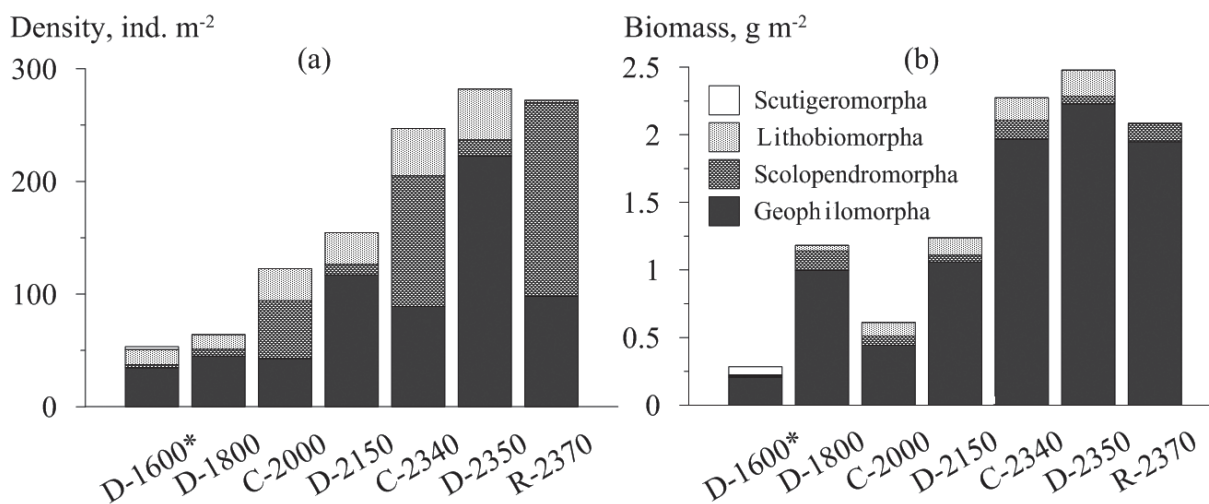 Density, ind. m-2
(a)
300
200
100
0
D-1600*
D-1800
C-2000
D-2150
C-2340
D-2350
R-2370
Biomass, g m-2
(b)
2.5
2
1.5
1
0.5
0
Scutigeromorpha
Lithobiomorpha
Scolopendromorpha
Geophilomorpha
D-1600*
D-1800
C-2000
D-2150
C-2340
D-2350
R-2370